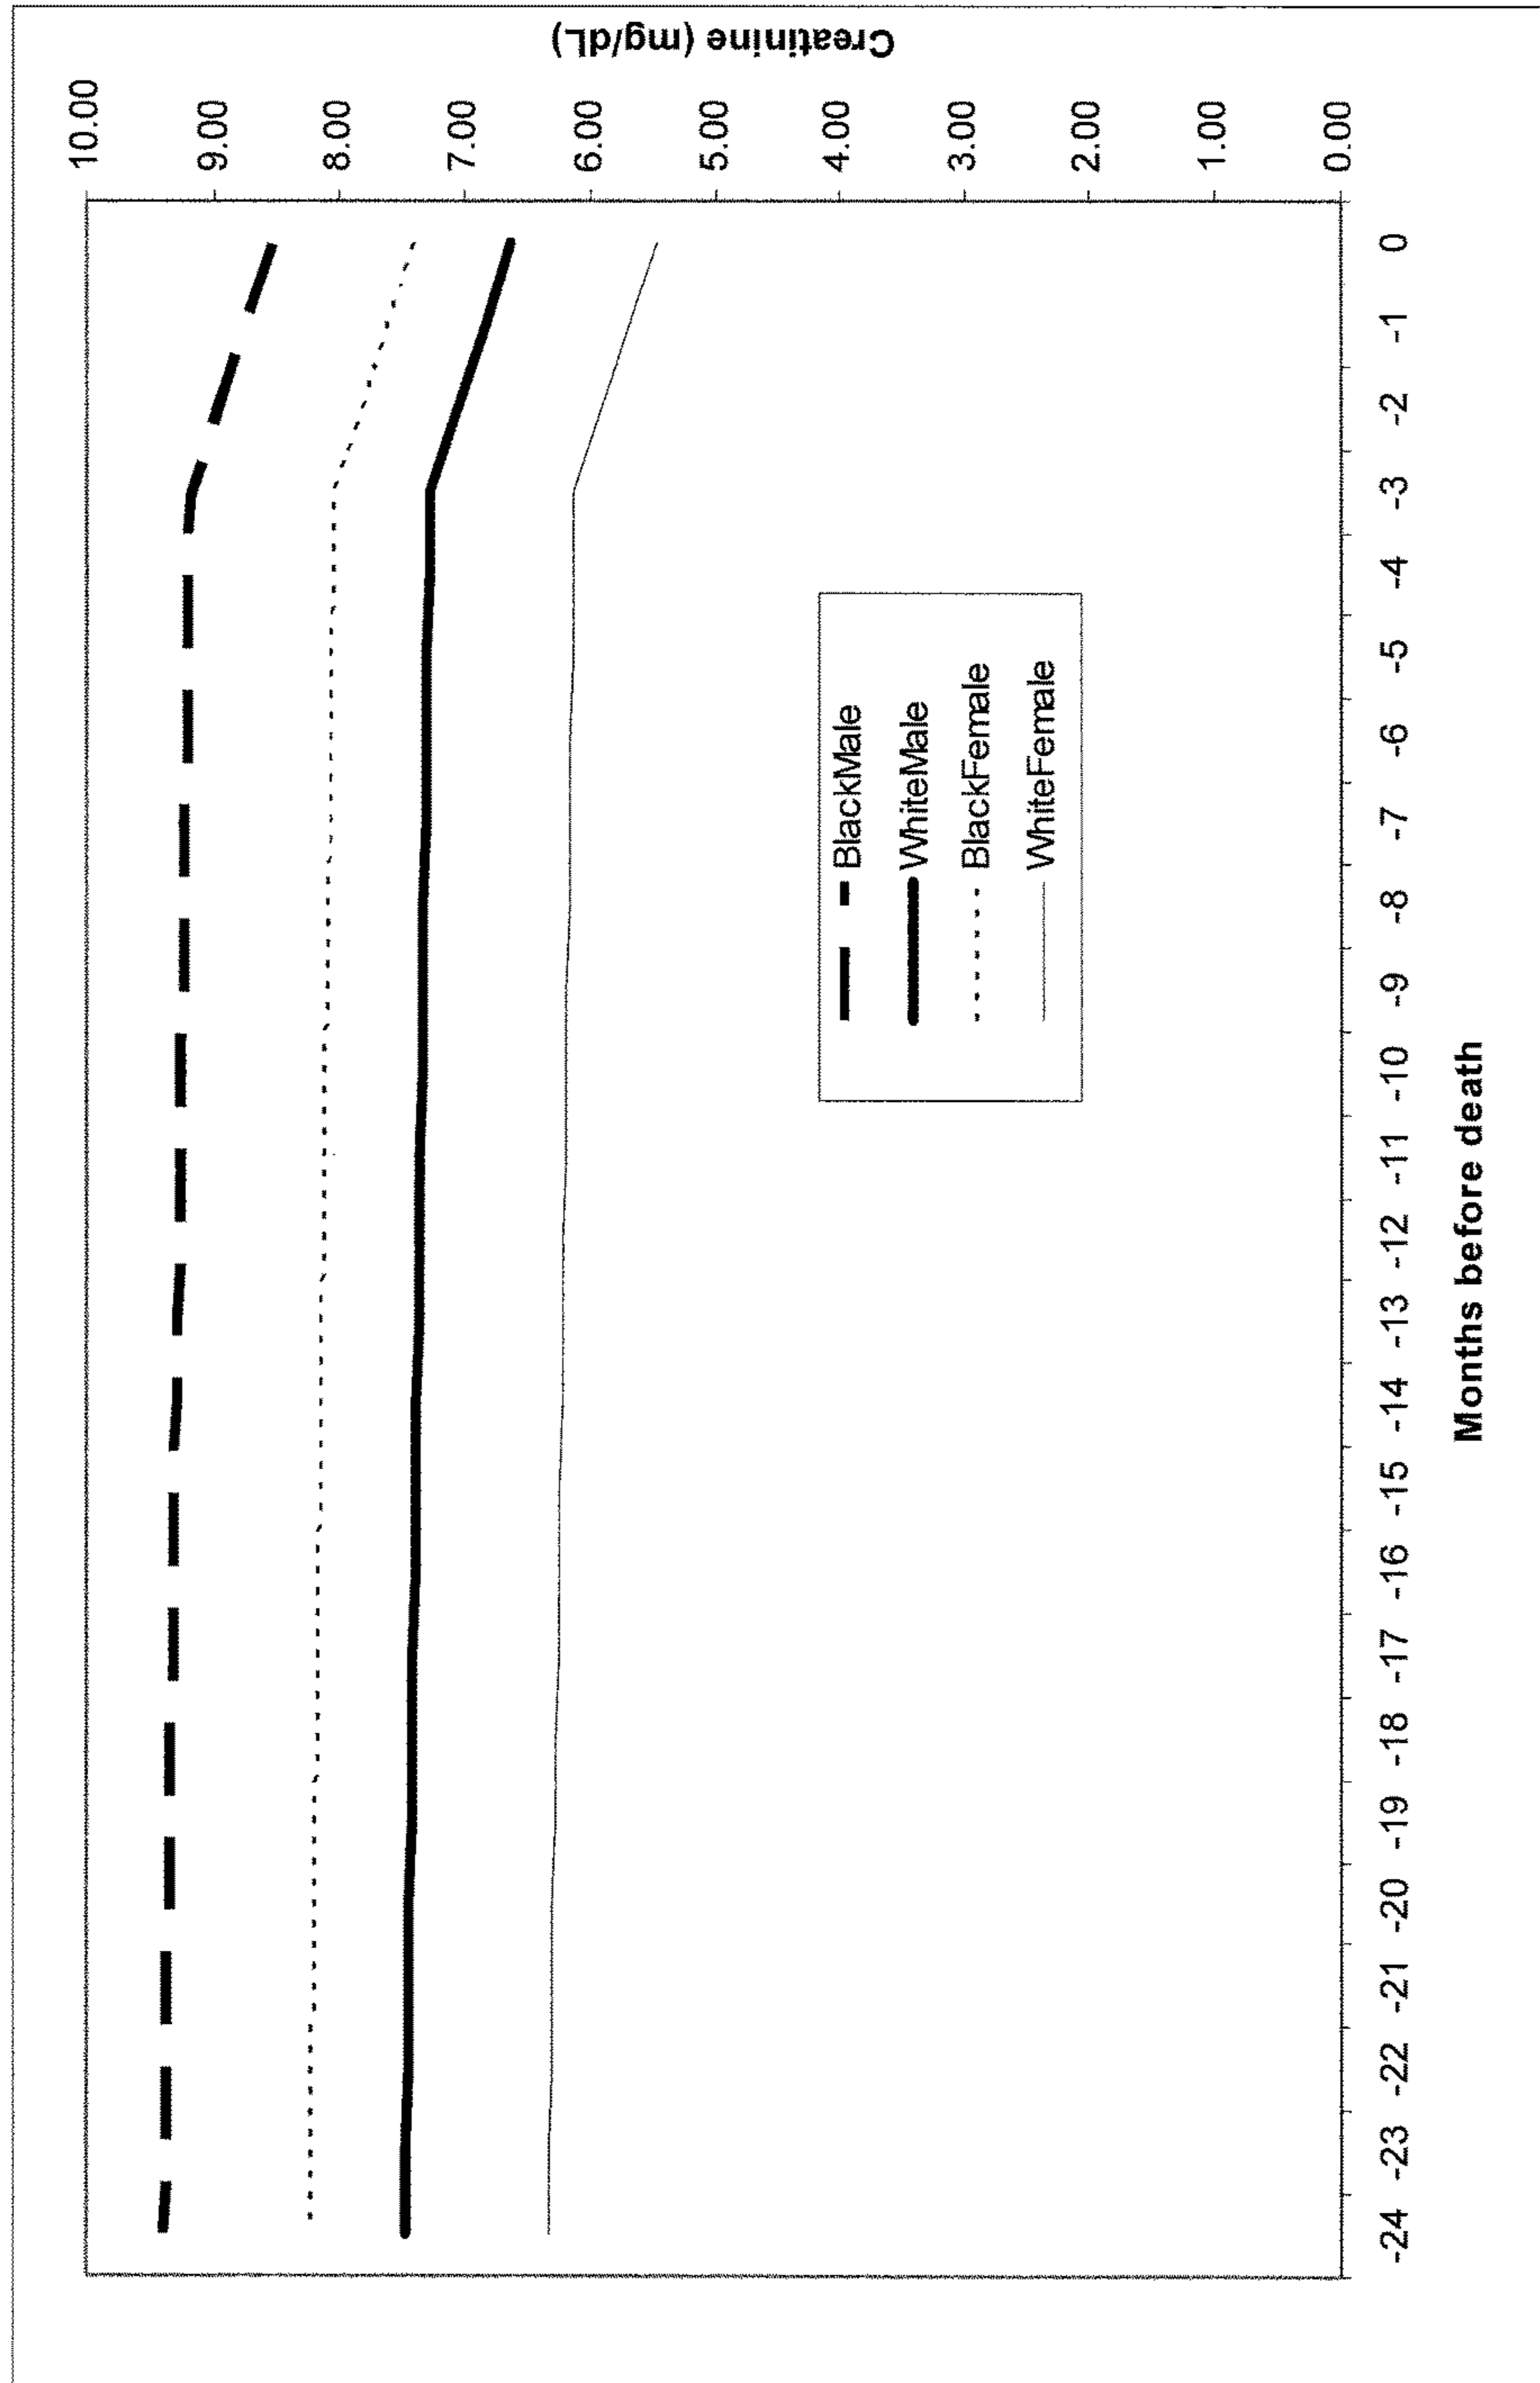 Creatinine (mg/dL)
10.00
9.00
8.00
7.00
6.00
5.00
4.00
3.00
2.00
1.00
0.00
BlackMale
WhiteMale
BlackFemale
WhiteFemale
-24 -23 -22 -21 -20 -19 -18 -17 -16 -15 -14 -13 -12 -11 -10 -9 -8 -7 -6 -5 -4 -3 -2 -1 0
Months before death